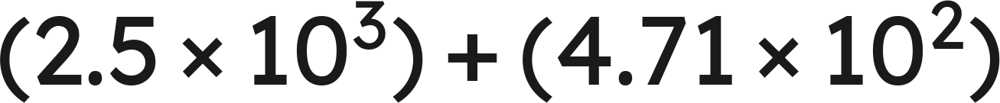 (2.5 × 10³) + (4.71 × 10²)